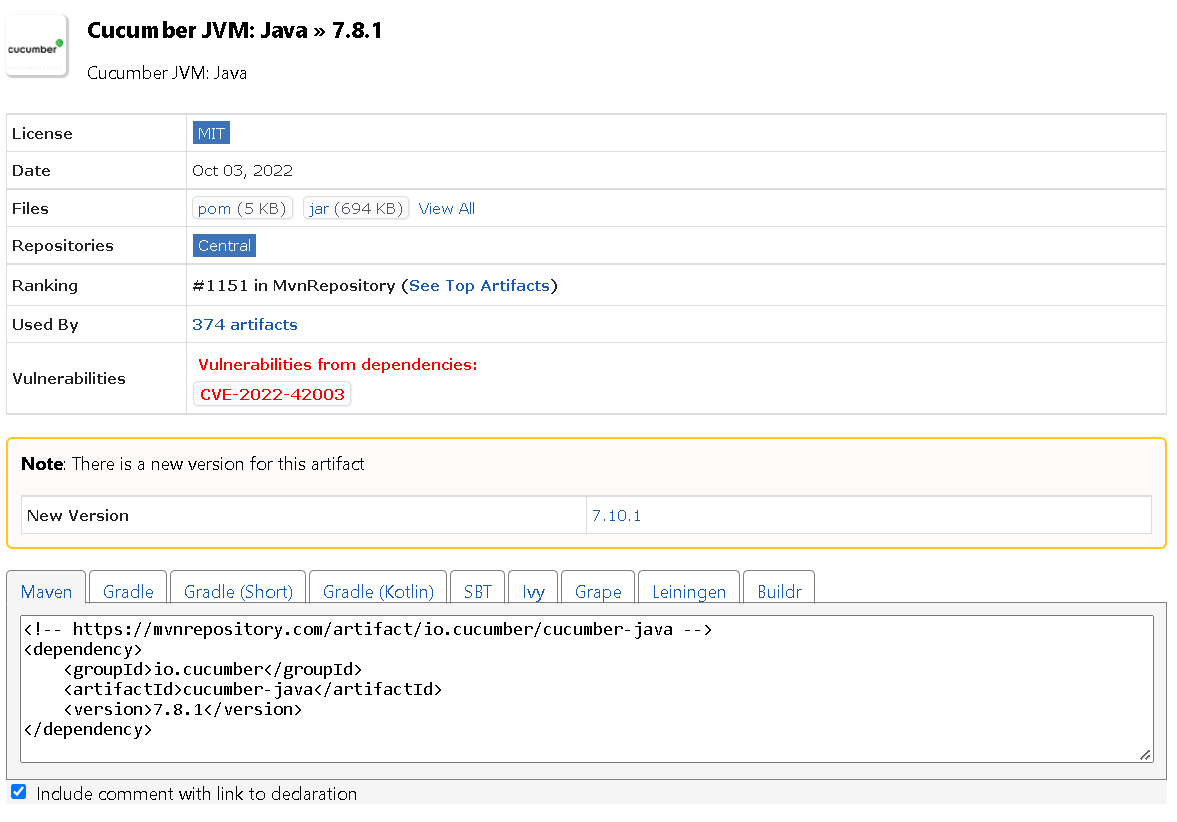 cucumber
Cucumber JVM: Java » 7.8.1
Cucumber JVM: Java
License MIT
Date Oct 03, 2022
Files pom (5 KB) jar (694 KB) View All
Repositories Central
Ranking #1151 in MvnRepository (See Top Artifacts)
Used By 374 artifacts
Vulnerabilities Vulnerabilities from dependencies:
CVE-2022-42003
Note: There is a new version for this artifact
New Version 7.10.1
Maven Gradle Gradle (Short) Gradle (Kotlin) SBT Ivy Grape Leiningen Buildr
<!-- https://mvnrepository.com/artifact/io.cucumber/cucumber-java -->
<dependency>
    <groupId>io.cucumber</groupId>
    <artifactId>cucumber-java</artifactId>
    <version>7.8.1</version>
</dependency>
Include comment with link to declaration